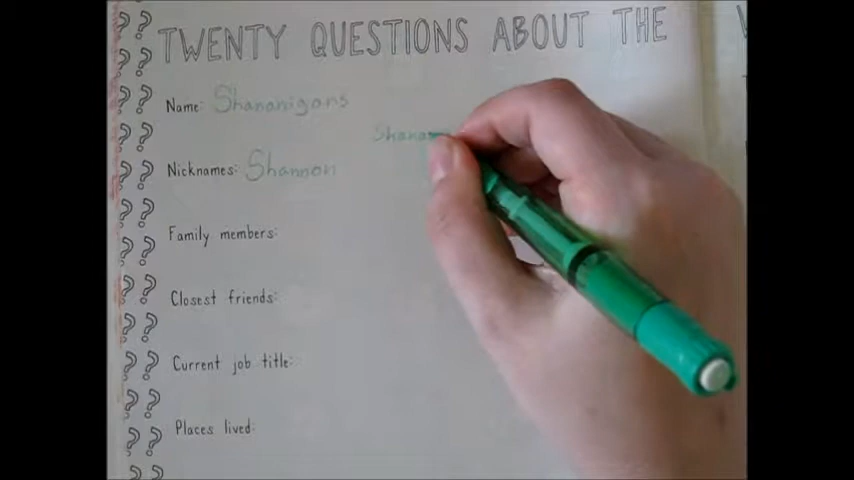 TWENTY QUESTIONS ABOUT THE
Name: Shananigans
Nicknames: Shannon
Family members:
Closest friends:
Current job title:
Places lived: